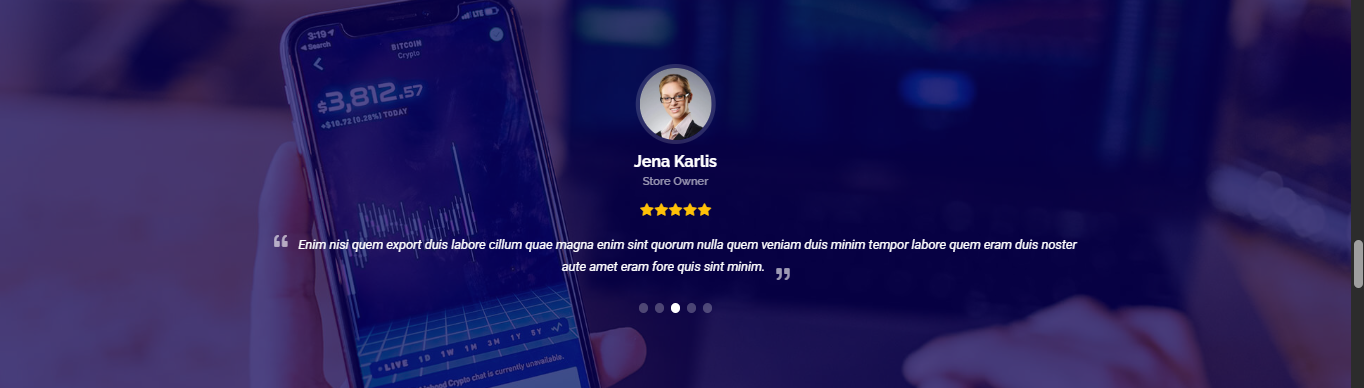 3:19
Search
LTE
BITCOIN
Crypto
$3,812.57
+$10.72 (0.28%) TODAY
Jena Karlis
Store Owner
“ Enim nisi quem export duis labore cillum quae magna enim sint quorum nulla quem veniam duis minim tempor labore quem eram duis noster
aute amet eram fore quis sint minim. ”
LIVE 1D 1W 1M 3M 1Y 5Y
Crypto chat is currently unavailable.